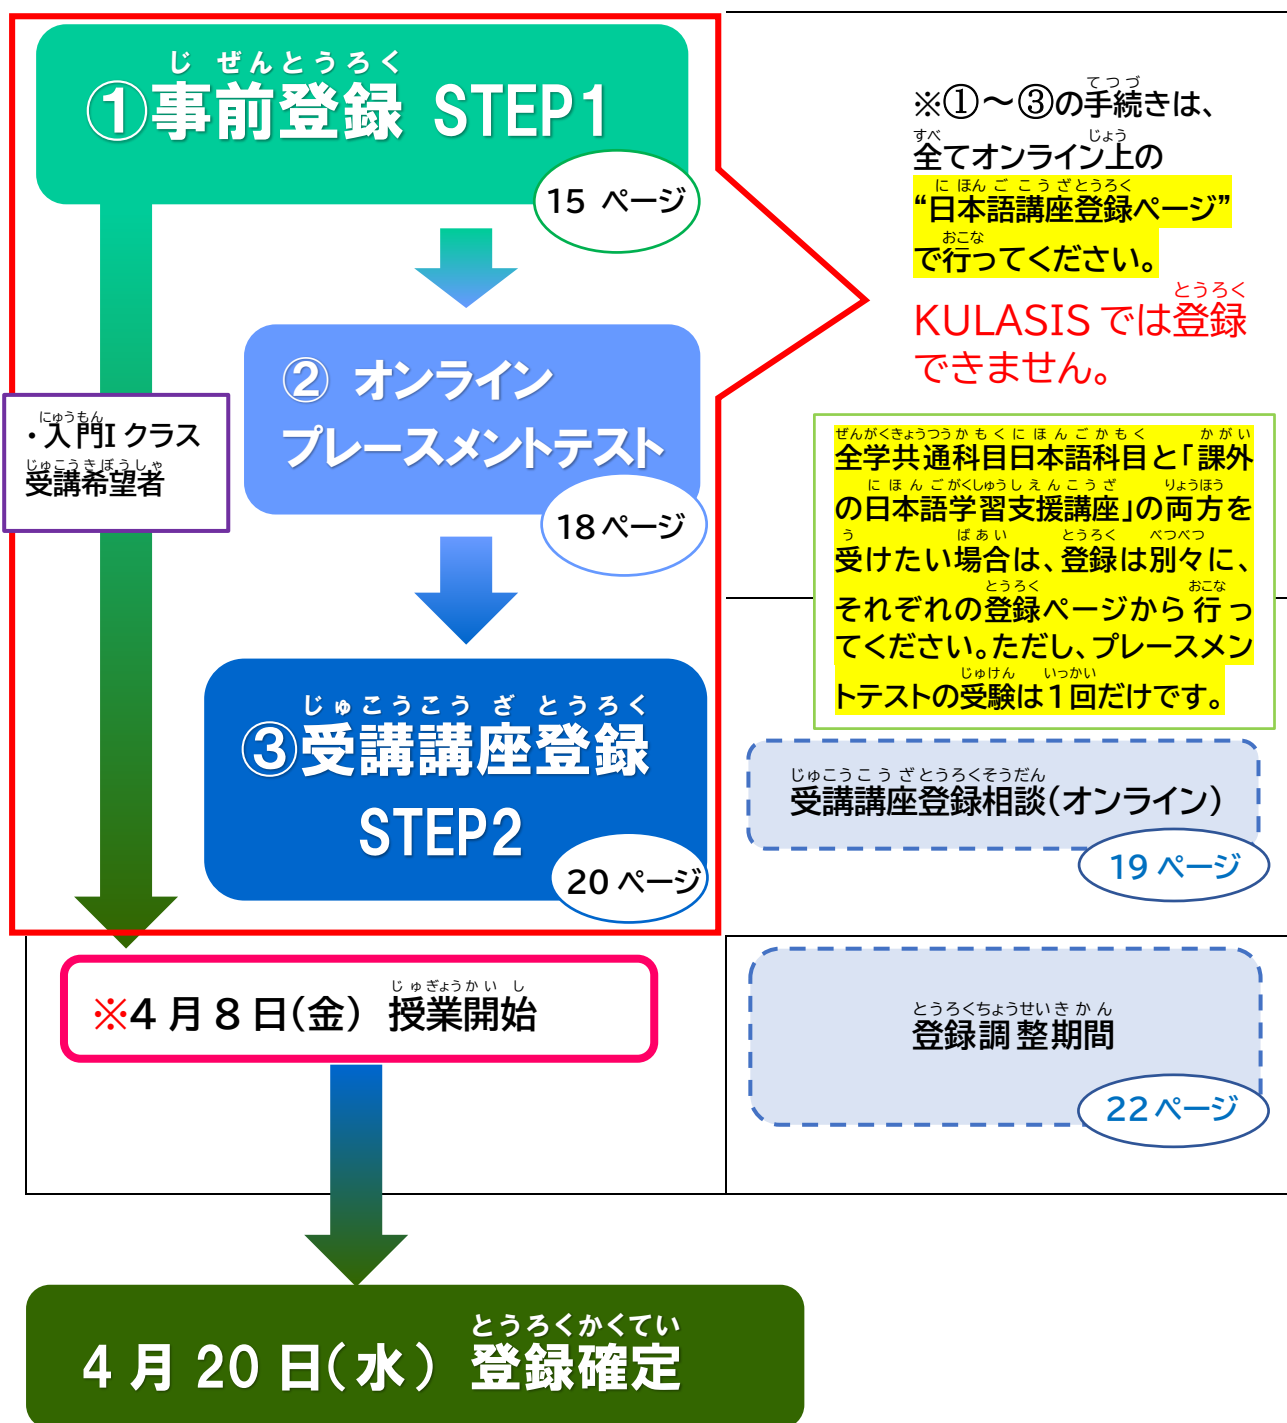 じぜんとうろく
①事前登録 STEP1
15 ページ
② オンライン
プレースメントテスト
18 ページ
にゅうもん
・入門I クラス
じゅこうきぼうしゃ
受講希望者
じゅこうこうざとうろく
③受講講座登録
STEP2
20 ページ
てつづ
※①～③の手続きは、
すべ じょう
全てオンライン上の
にほんごこうざとうろく
“日本語講座登録ページ”
おこな
で行ってください。
とうろく
KULASIS では登録
できません。
ぜんがくきょうつうかもくにほんごかもく かがい
全学共通科目日本語科目と「課外
にほんごがくしゅうしえんこうざ りょうほう
の日本語学習支援講座」の両方を
う ばあい とうろく べつべつ
受けたい場合は、登録は別々に、
とうろく おこな
それぞれの登録ページから行っ
てください。ただし、プレースメン
じゅけん いっかい
トテストの受験は1回だけです。
じゅこうこうざとうろくそうだん
受講講座登録相談(オンライン)
19 ページ
じゅぎょうかいし
※4 月 8 日(金) 授業開始
とうろくちょうせいきかん
登録調整期間
22 ページ
とうろくかくてい
4 月 20 日(水) 登録確定